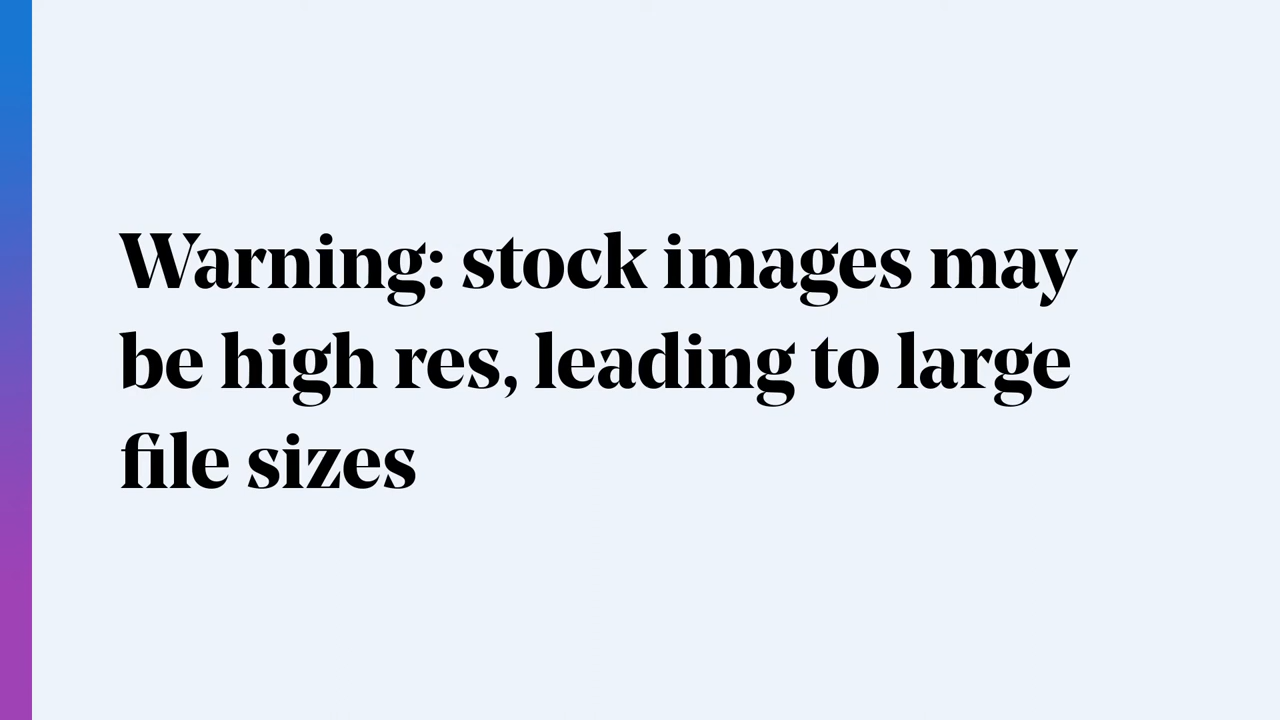 Warning: stock images may
be high res, leading to large
file sizes